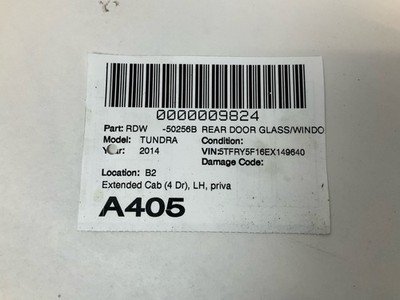 0000009824
Part: RDW -50256B REAR DOOR GLASS/WINDO
Model: TUNDRA Condition:
Year: 2014 VIN:5TFRY5F16EX149640
Damage Code:
Location: B2
Extended Cab (4 Dr), LH, priva
A405